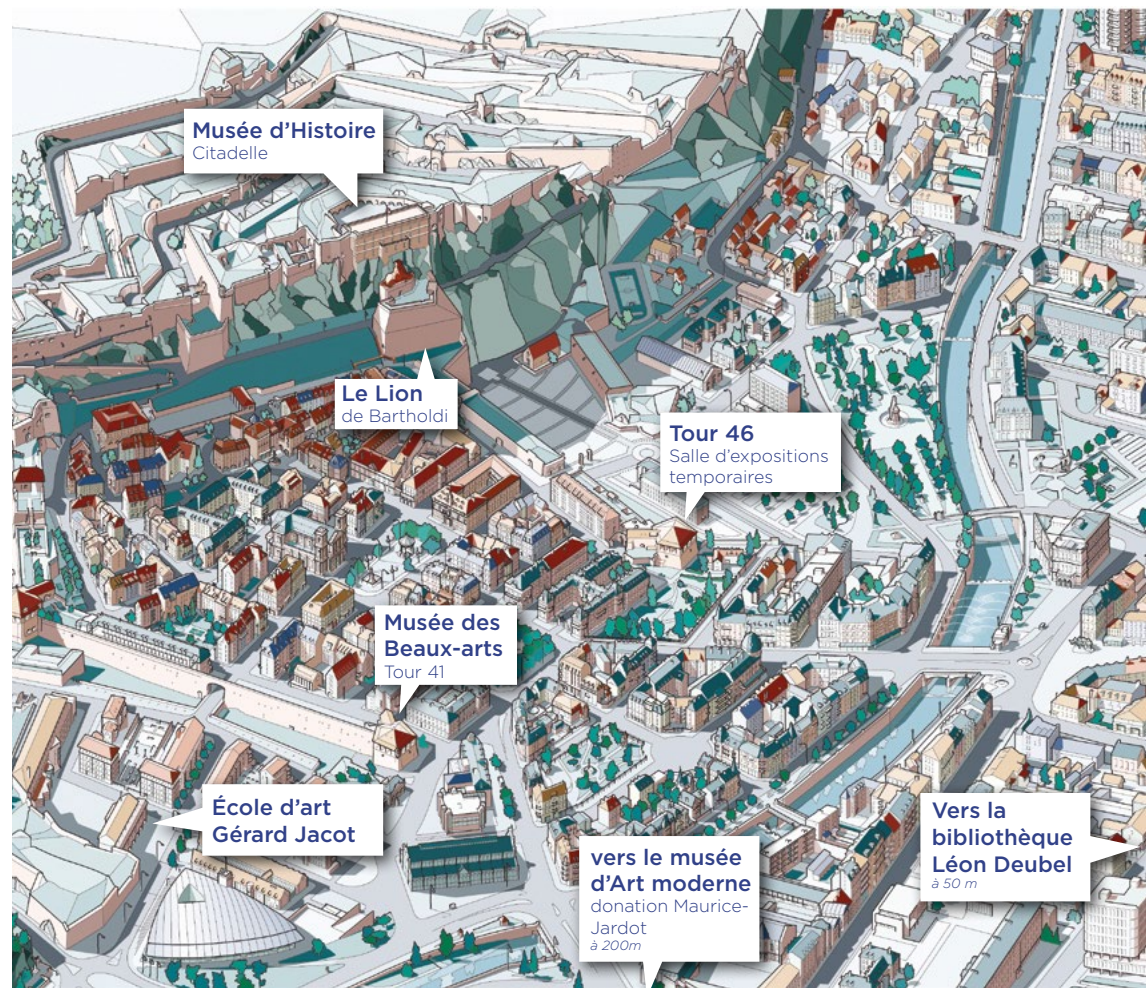 Musée d’Histoire
Citadelle
Le Lion
de Bartholdi
Tour 46
Salle d’expositions
temporaires
Musée des
Beaux-arts
Tour 41
École d’art
Gérard Jacot
vers le musée
d’Art moderne
donation Maurice-
Jardot
à 200m
Vers la
bibliothèque
Léon Deubel
à 50 m